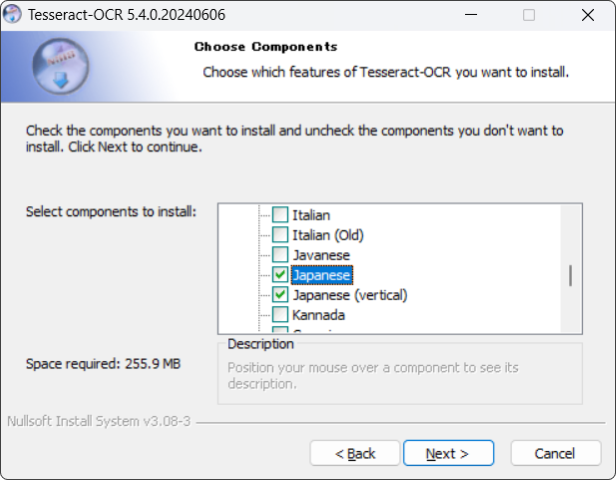 Tesseract-OCR 5.4.0.20240606
Choose Components
Choose which features of Tesseract-OCR you want to install.
Check the components you want to install and uncheck the components you don't want to
install. Click Next to continue.
Select components to install:
Italian
Italian (Old)
Javanese
Japanese
Japanese (vertical)
Kannada
Space required: 255.9 MB
Description
Position your mouse over a component to see its
description.
Nullsoft Install System v3.08-3
< Back
Next >
Cancel